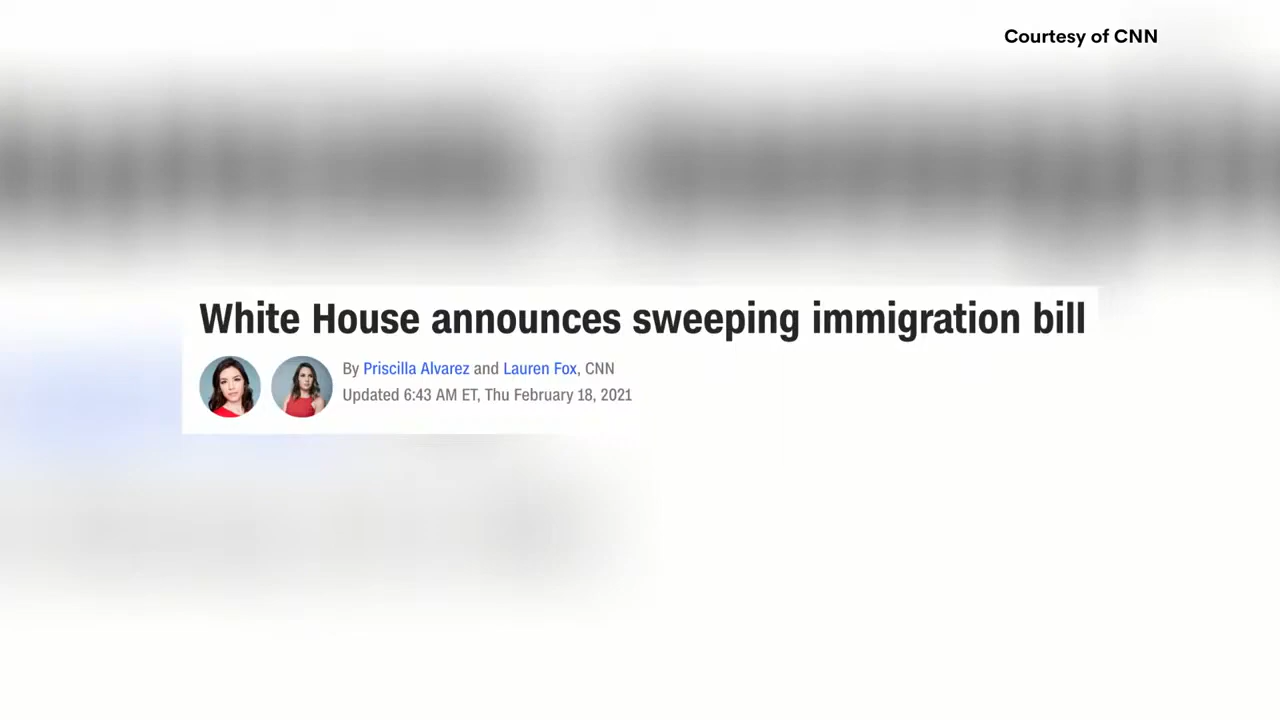 Courtesy of CNN
White House announces sweeping immigration bill
By Priscilla Alvarez and Lauren Fox, CNN
Updated 6:43 AM ET, Thu February 18, 2021